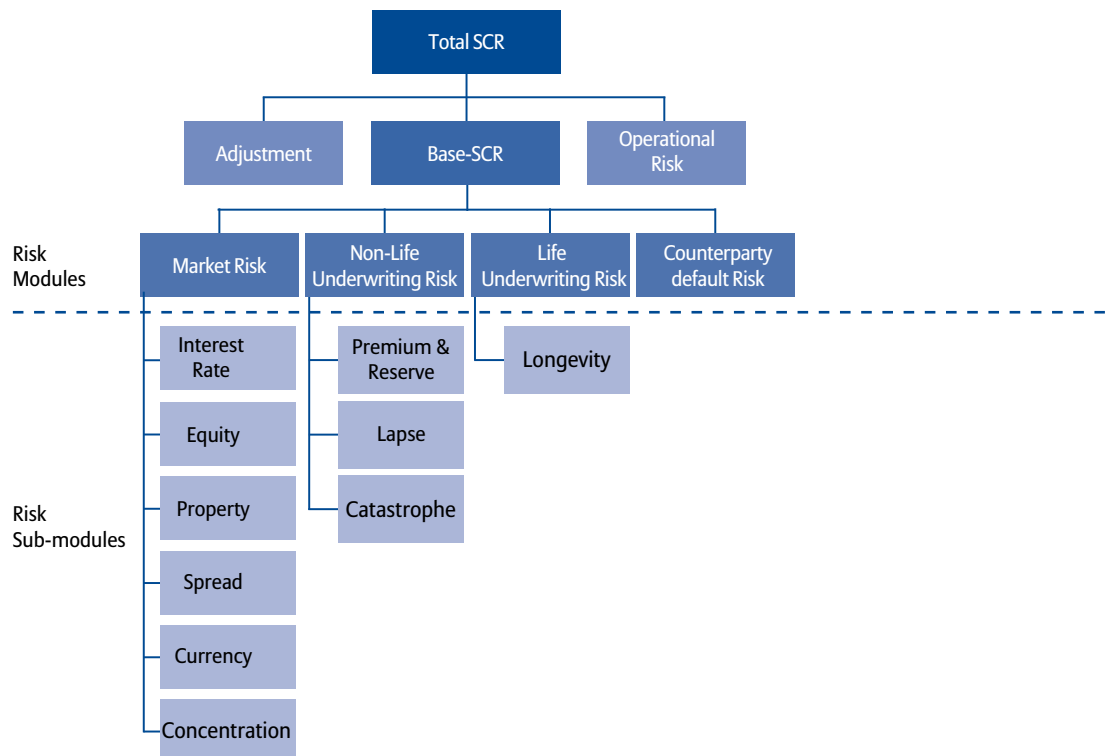 Total SCR
Adjustment
Base-SCR
Operational
Risk
Risk
Modules
Market Risk
Non-Life
Underwriting Risk
Life
Underwriting Risk
Counterparty
default Risk
Interest
Rate
Premium &
Reserve
Longevity
Equity
Lapse
Property
Catastrophe
Risk
Sub-modules
Spread
Currency
Concentration